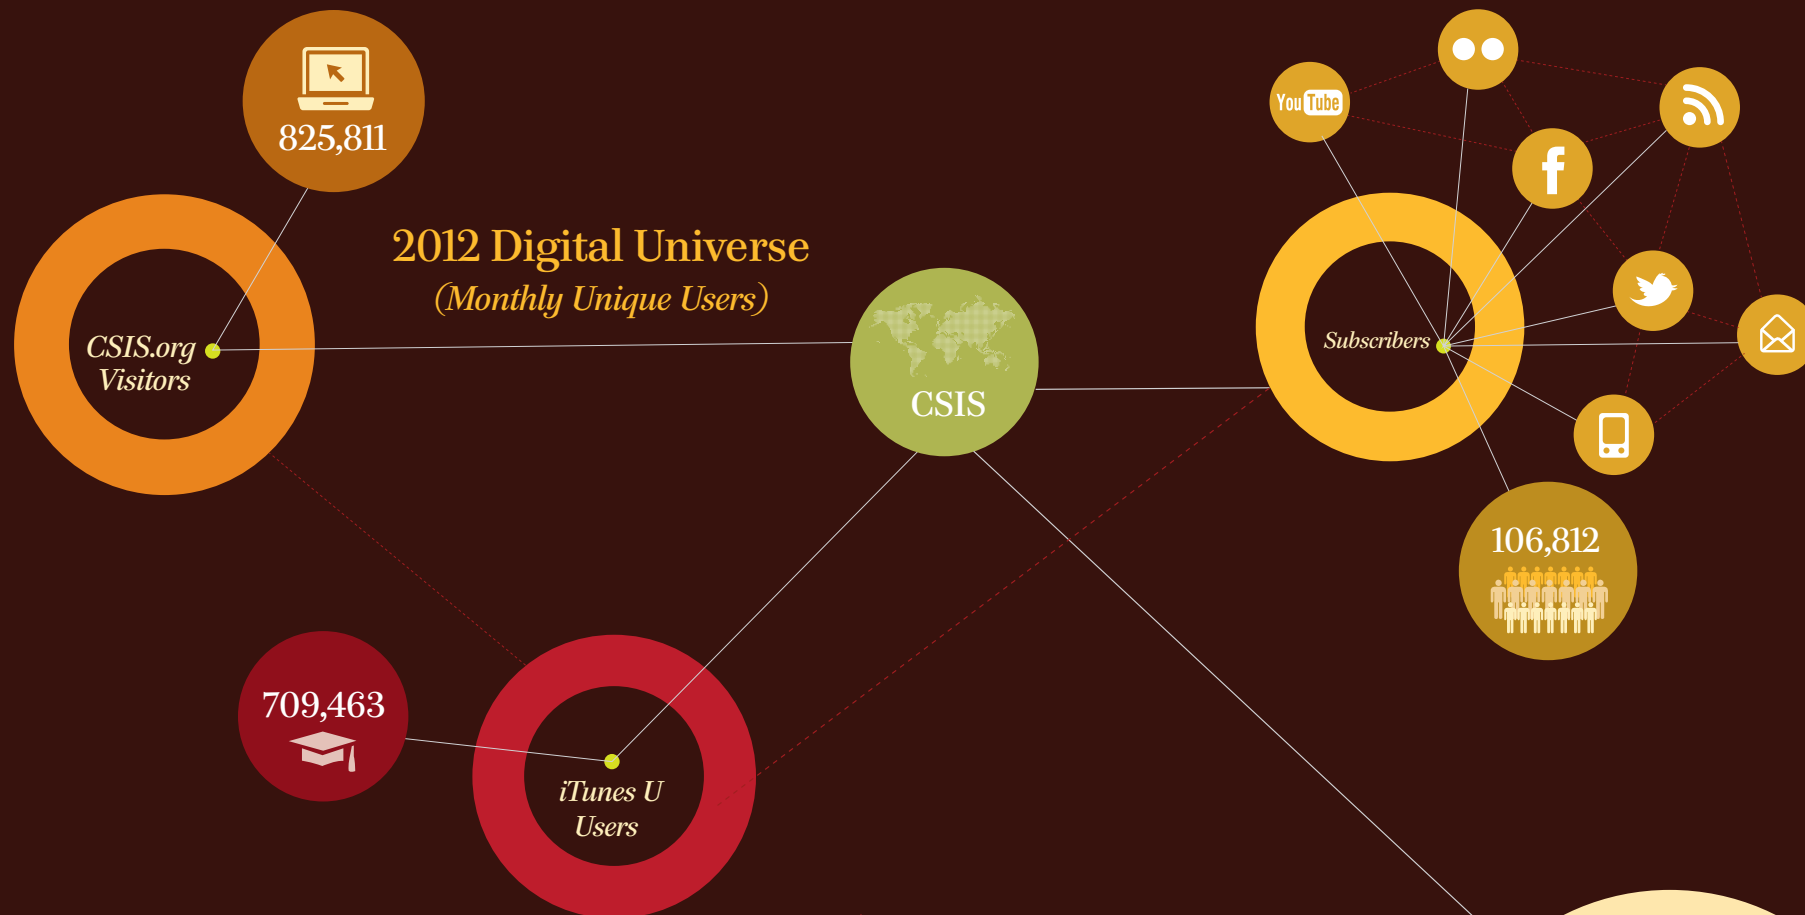 825,811
YouTube
2012 Digital Universe
(Monthly Unique Users)
CSIS.org
Visitors
CSIS
Subscribers
106,812
709,463
iTunes U
Users